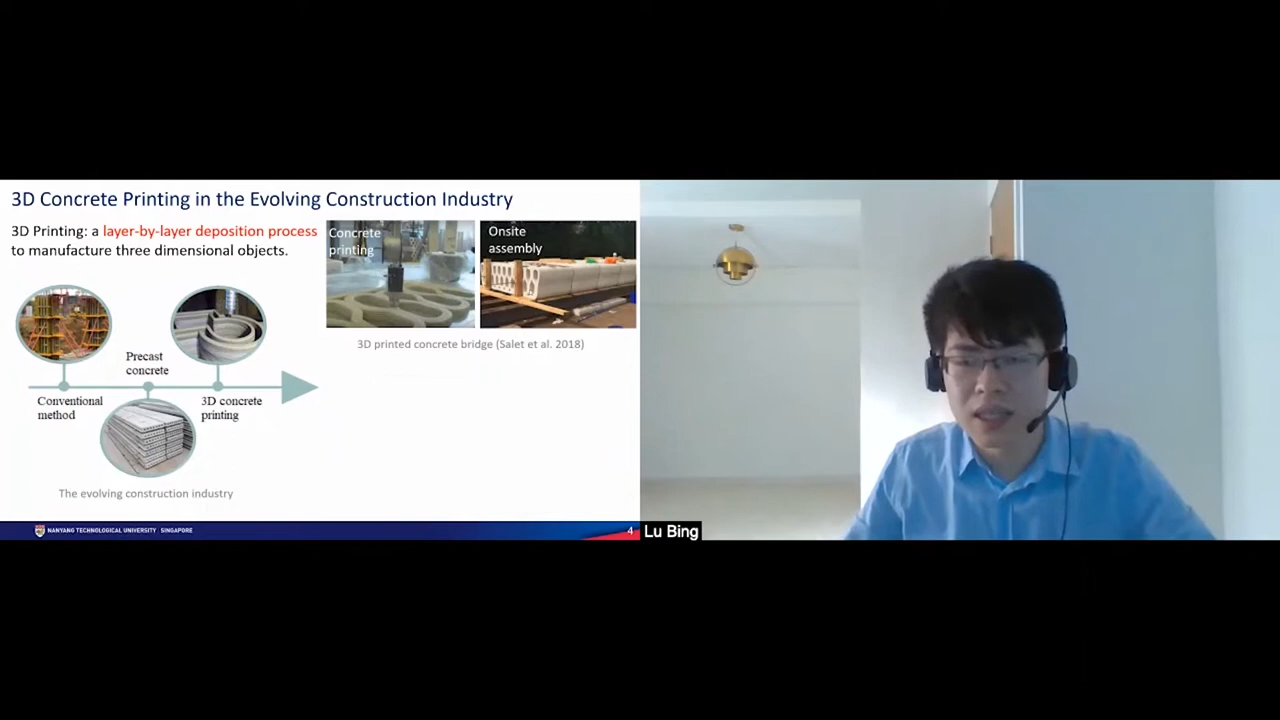 3D Concrete Printing in the Evolving Construction Industry
3D Printing: a layer-by-layer deposition process
to manufacture three dimensional objects.
Concrete
printing
Onsite
assembly
3D printed concrete bridge (Salet et al. 2018)
Precast
concrete
Conventional
method
3D concrete
printing
The evolving construction industry
NANYANG TECHNOLOGICAL UNIVERSITY SINGAPORE
4
Lu Bing